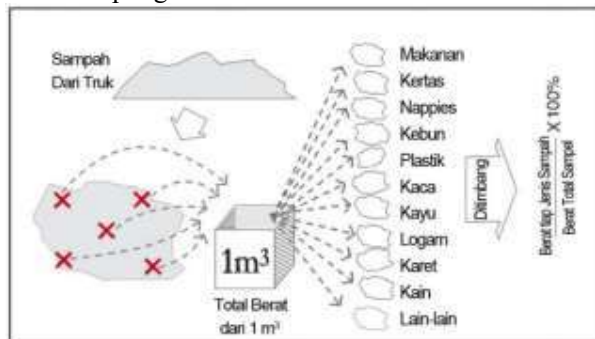 Sampah
Dari Truk
1m³
Total Berat
dari 1 m³
Makanan
Kertas
Nappies
Kebun
Plastik
Kaca
Kayu
Logam
Karet
Kain
Lain-lain
Ditimbang
Berat tiap Jenis Sampah
Berat Total Sampel
X 100%